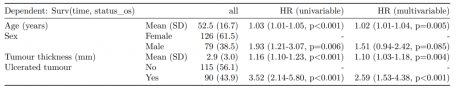 Dependent: Surv(time, status_os) all HR (univariable) HR (multivariable)
Age (years) Mean (SD) 52.5 (16.7) 1.03 (1.01-1.05, p<0.001) 1.02 (1.01-1.04, p=0.005)
Sex Female 126 (61.5) - -
Male 79 (38.5) 1.93 (1.21-3.07, p=0.006) 1.51 (0.94-2.42, p=0.085)
Tumour thickness (mm) Mean (SD) 2.9 (3.0) 1.16 (1.10-1.23, p<0.001) 1.10 (1.03-1.18, p=0.004)
Ulcerated tumour No 115 (56.1) - -
Yes 90 (43.9) 3.52 (2.14-5.80, p<0.001) 2.59 (1.53-4.38, p<0.001)